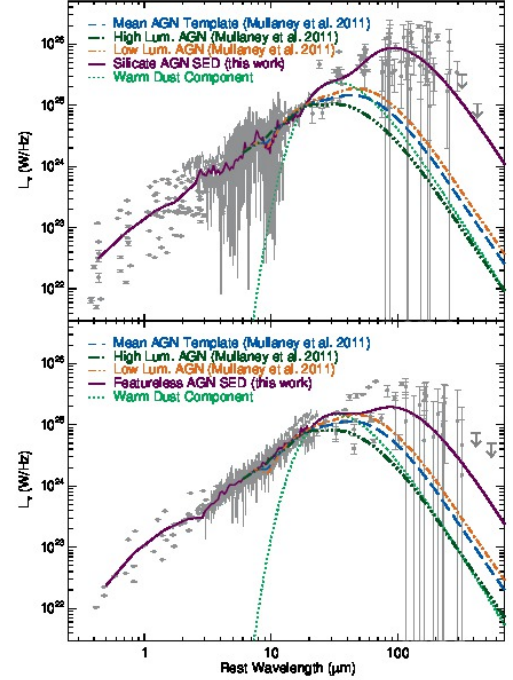 Mean AGN Template (Mullaney et al. 2011)
High Lum. AGN (Mullaney et al. 2011)
Low Lum. AGN (Mullaney et al. 2011)
Silicate AGN SED (this work)
Warm Dust Component
10²⁶
10²⁵
10²⁴
10²³
10²²
Lᵥ (W/Hz)
Mean AGN Template (Mullaney et al. 2011)
High Lum. AGN (Mullaney et al. 2011)
Low Lum. AGN (Mullaney et al. 2011)
Featureless AGN SED (this work)
Warm Dust Component
10²⁶
10²⁵
10²⁴
10²³
10²²
Lᵥ (W/Hz)
1 10 100
Rest Wavelength (μm)